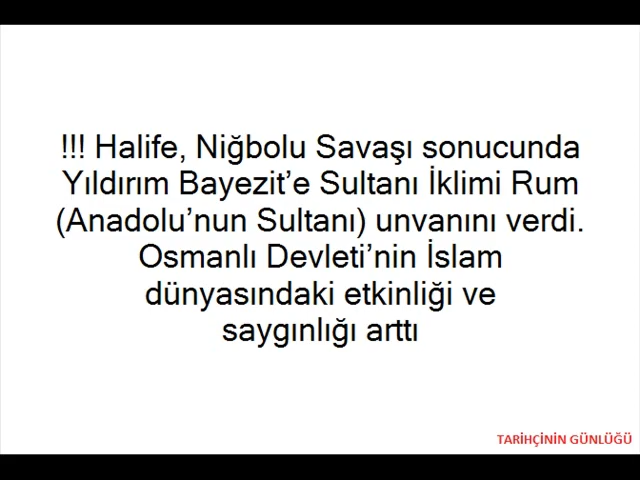 !!! Halife, Niğbolu Savaşı sonucunda
Yıldırım Bayezit’e Sultanı İklimi Rum
(Anadolu’nun Sultanı) unvanını verdi.
Osmanlı Devleti’nin İslam
dünyasındaki etkinliği ve
saygınlığı arttı
TARİHÇİNİN GÜNLÜĞÜ